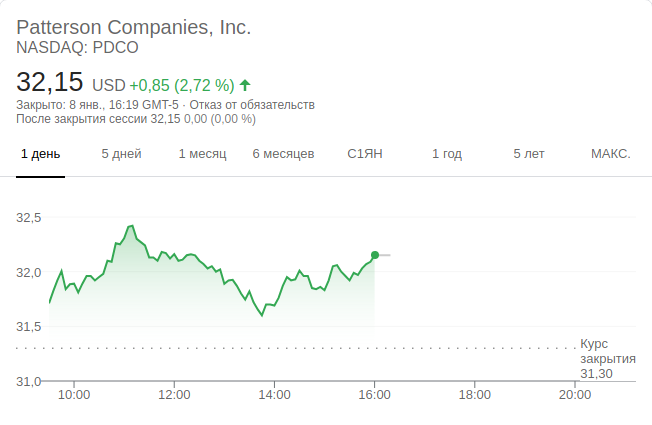 Patterson Companies, Inc.
NASDAQ: PDCO
32,15 USD +0,85 (2,72 %)
Закрыто: 8 янв., 16:19 GMT-5 · Отказ от обязательств
После закрытия сессии 32,15 0,00 (0,00 %)
1 день 5 дней 1 месяц 6 месяцев С1ЯН 1 год 5 лет МАКС.
32,5
32,0
31,5
Курс
закрытия
31,30
31,0
10:00 12:00 14:00 16:00 18:00 20:00